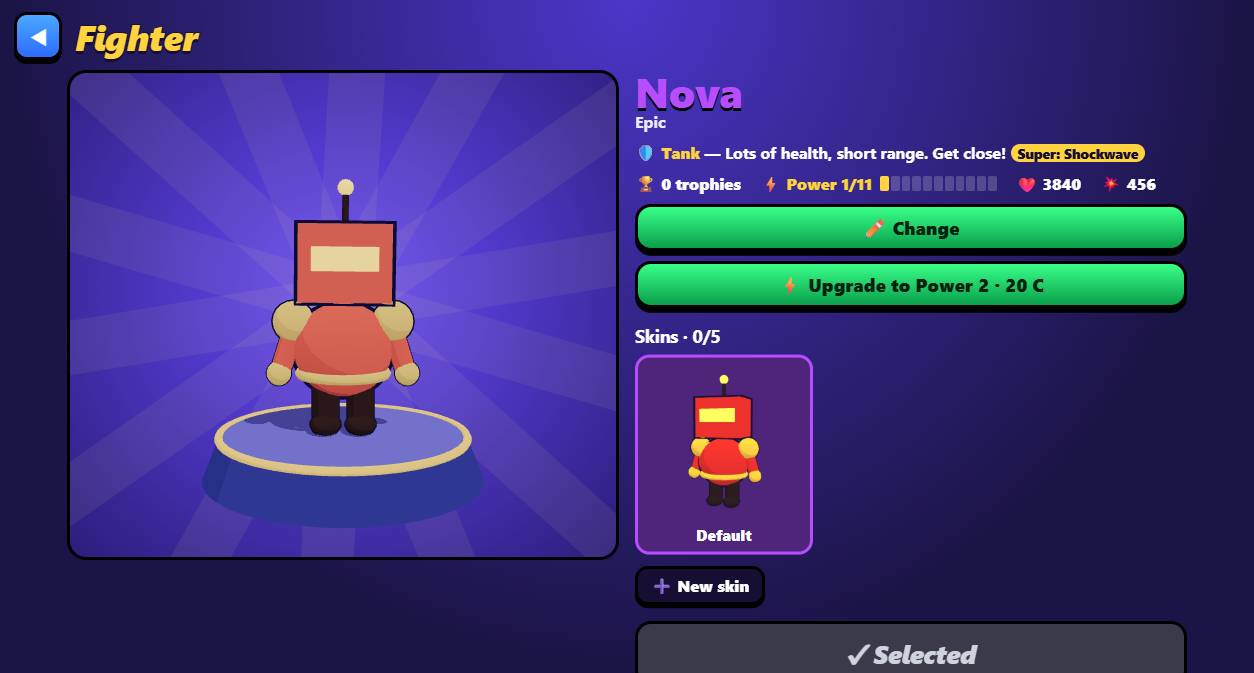 Fighter
Nova
Epic
Tank — Lots of health, short range. Get close! Super: Shockwave
0 trophies Power 1/11 3840 456
Change
Upgrade to Power 2 · 20 C
Skins · 0/5
Default
New skin
✓Selected